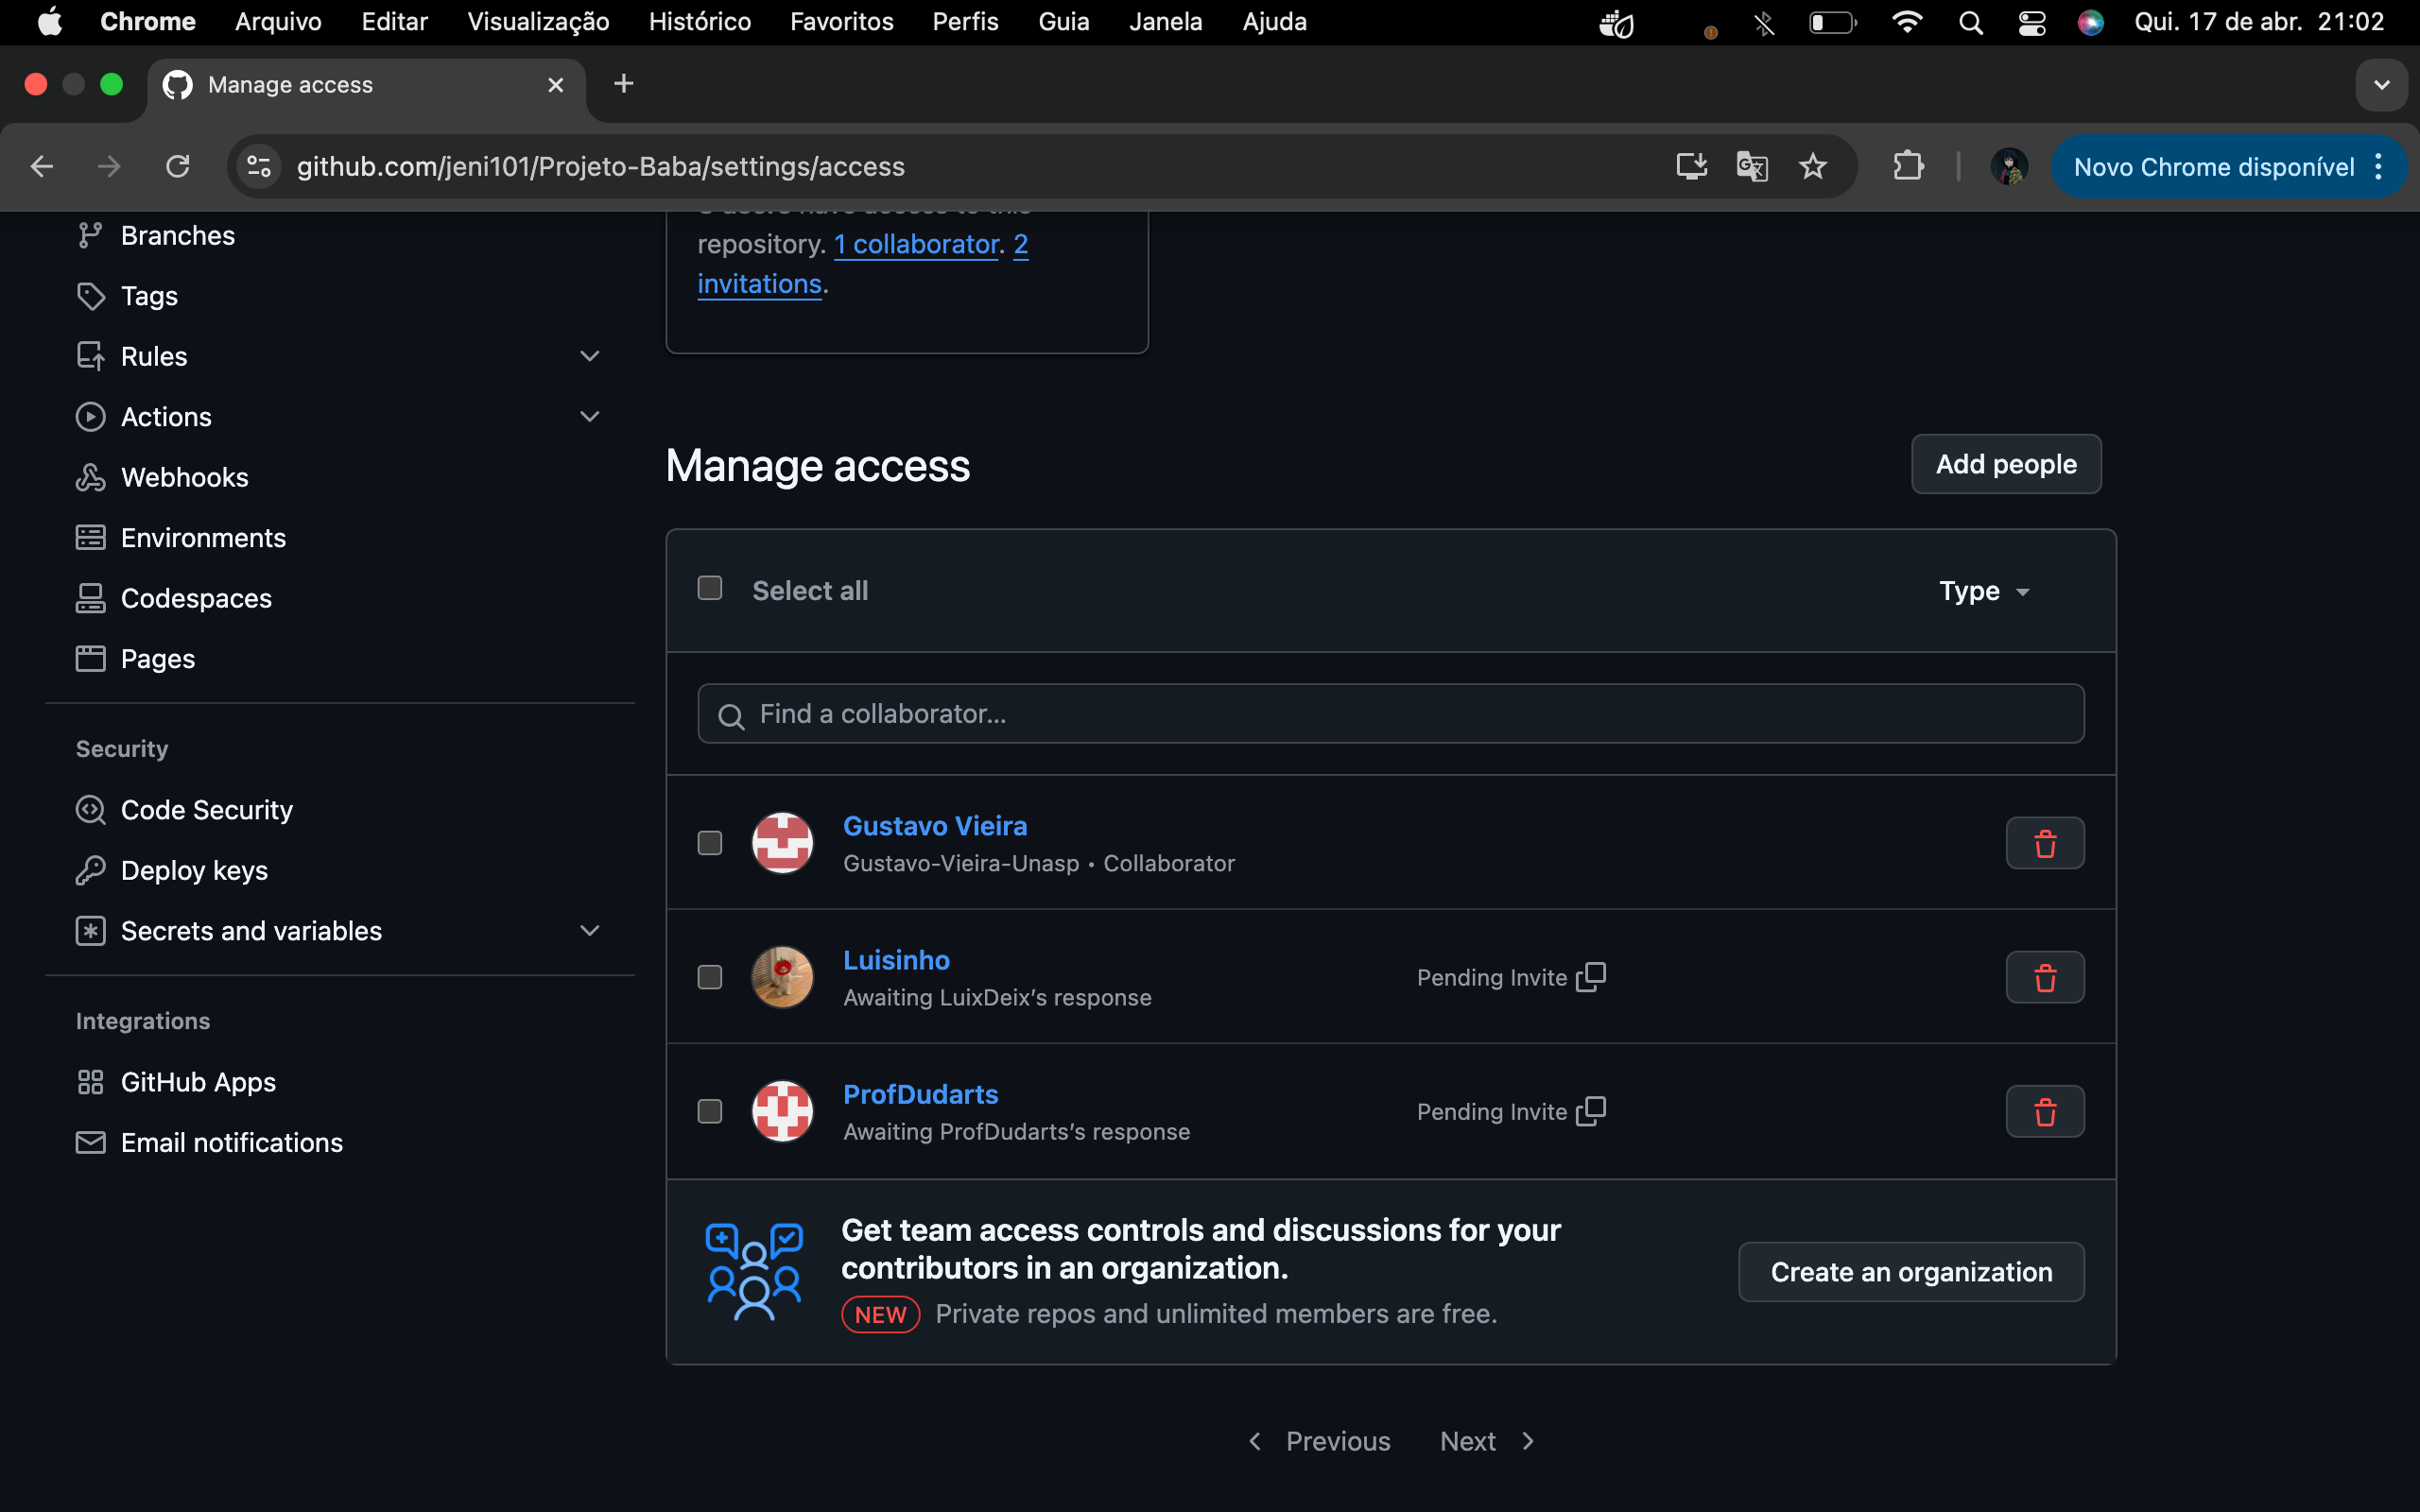 Chrome Arquivo Editar Visualização Histórico Favoritos Perfis Guia Janela Ajuda Qui. 17 de abr. 21:02
Manage access
github.com/jeni101/Projeto-Baba/settings/access
Novo Chrome disponível
Branches
Tags
Rules
Actions
Webhooks
Environments
Codespaces
Pages
Security
Code Security
Deploy keys
Secrets and variables
Integrations
GitHub Apps
Email notifications
users have access to this
repository. 1 collaborator. 2
invitations.
Manage access
Add people
Select all
Type
Find a collaborator...
Gustavo Vieira
Gustavo-Vieira-Unasp • Collaborator
Luisinho
Awaiting LuixDeix’s response
Pending Invite
ProfDudarts
Awaiting ProfDudarts’s response
Pending Invite
Get team access controls and discussions for your
contributors in an organization.
NEW Private repos and unlimited members are free.
Create an organization
Previous Next